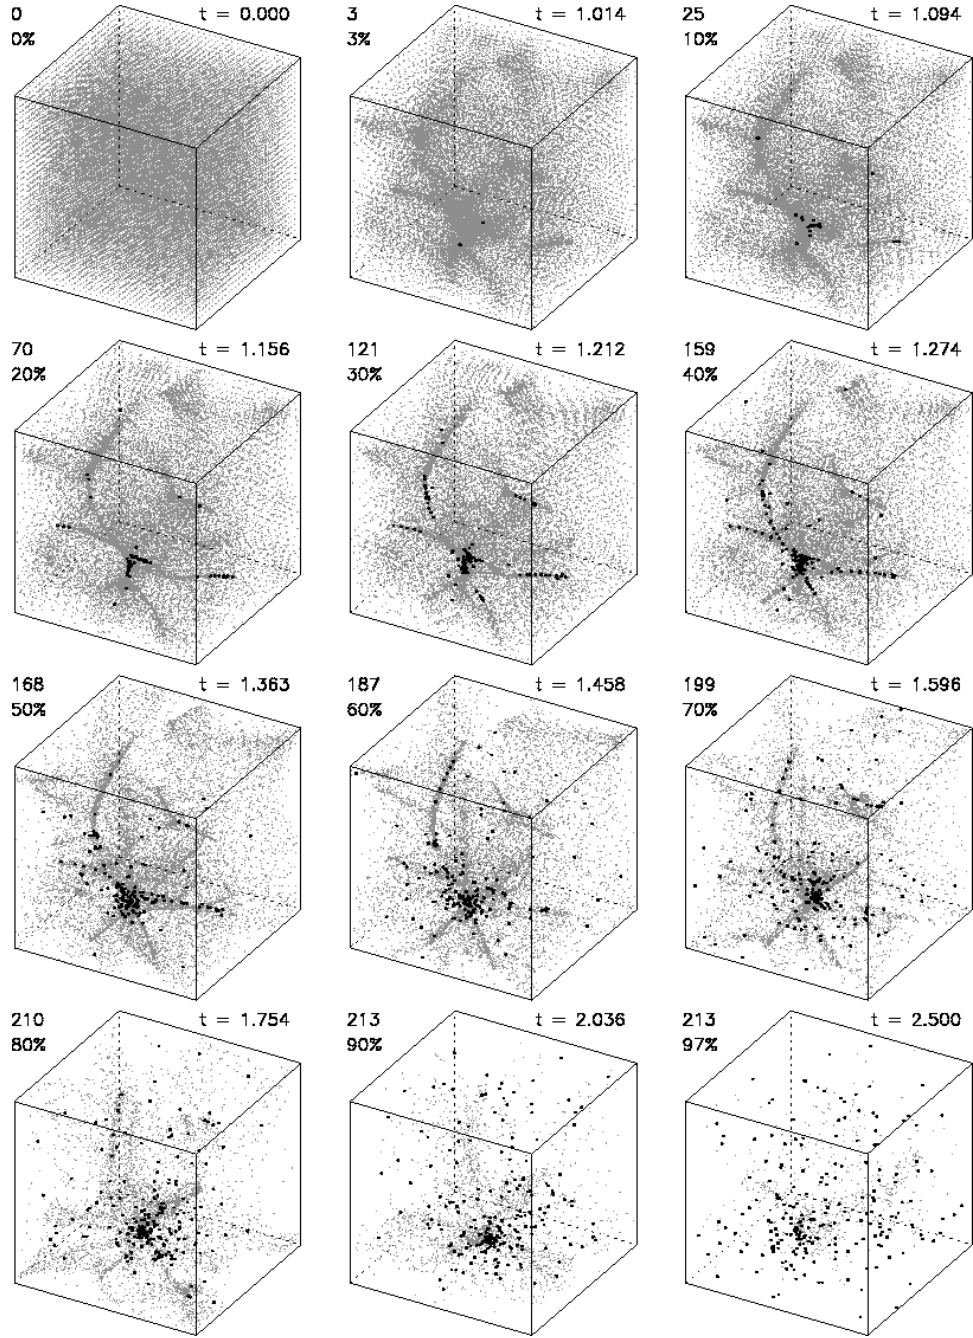 0 t = 0.000
0%
3 t = 1.014
3%
25 t = 1.094
10%
70 t = 1.156
20%
121 t = 1.212
30%
159 t = 1.274
40%
168 t = 1.363
50%
187 t = 1.458
60%
199 t = 1.596
70%
210 t = 1.754
80%
213 t = 2.036
90%
213 t = 2.500
97%